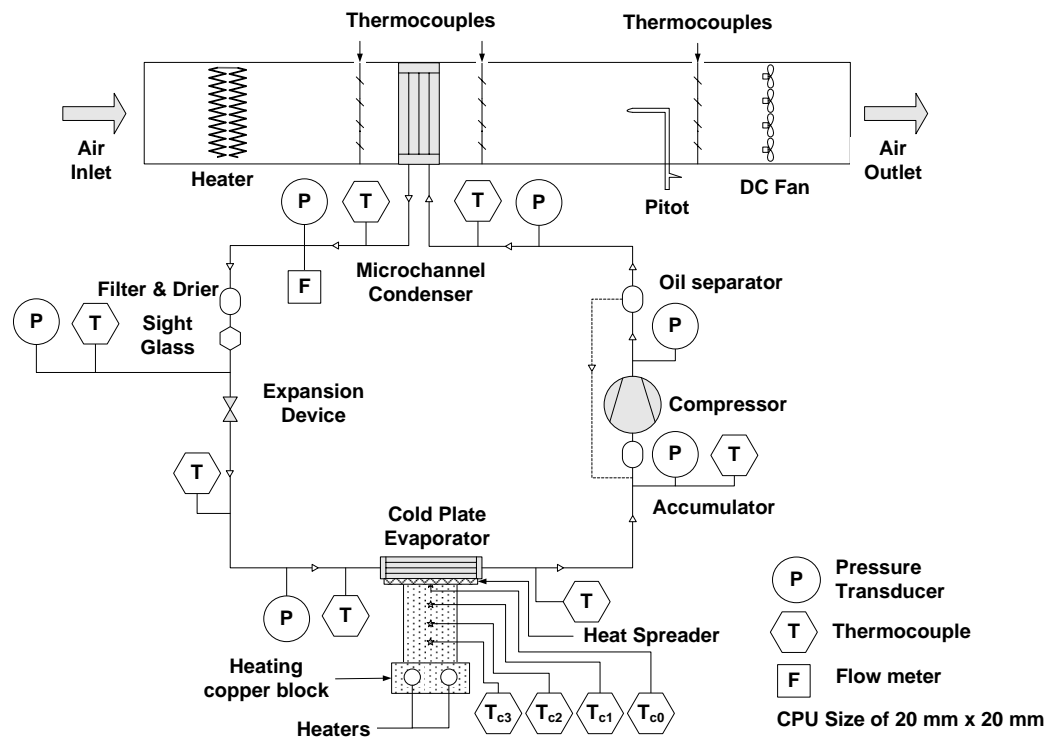 Thermocouples
Thermocouples
Air
Inlet
Heater
Pitot
DC Fan
Air
Outlet
P
T
T
P
F
Microchannel
Condenser
Filter & Drier
Oil separator
P
T
Sight
Glass
P
Expansion
Device
Compressor
T
P
T
Accumulator
Cold Plate
Evaporator
P
T
T
Heat Spreader
Heating
copper block
Heaters
Tc3
Tc2
Tc1
Tc0
P
Pressure
Transducer
T
Thermocouple
F
Flow meter
CPU Size of 20 mm x 20 mm